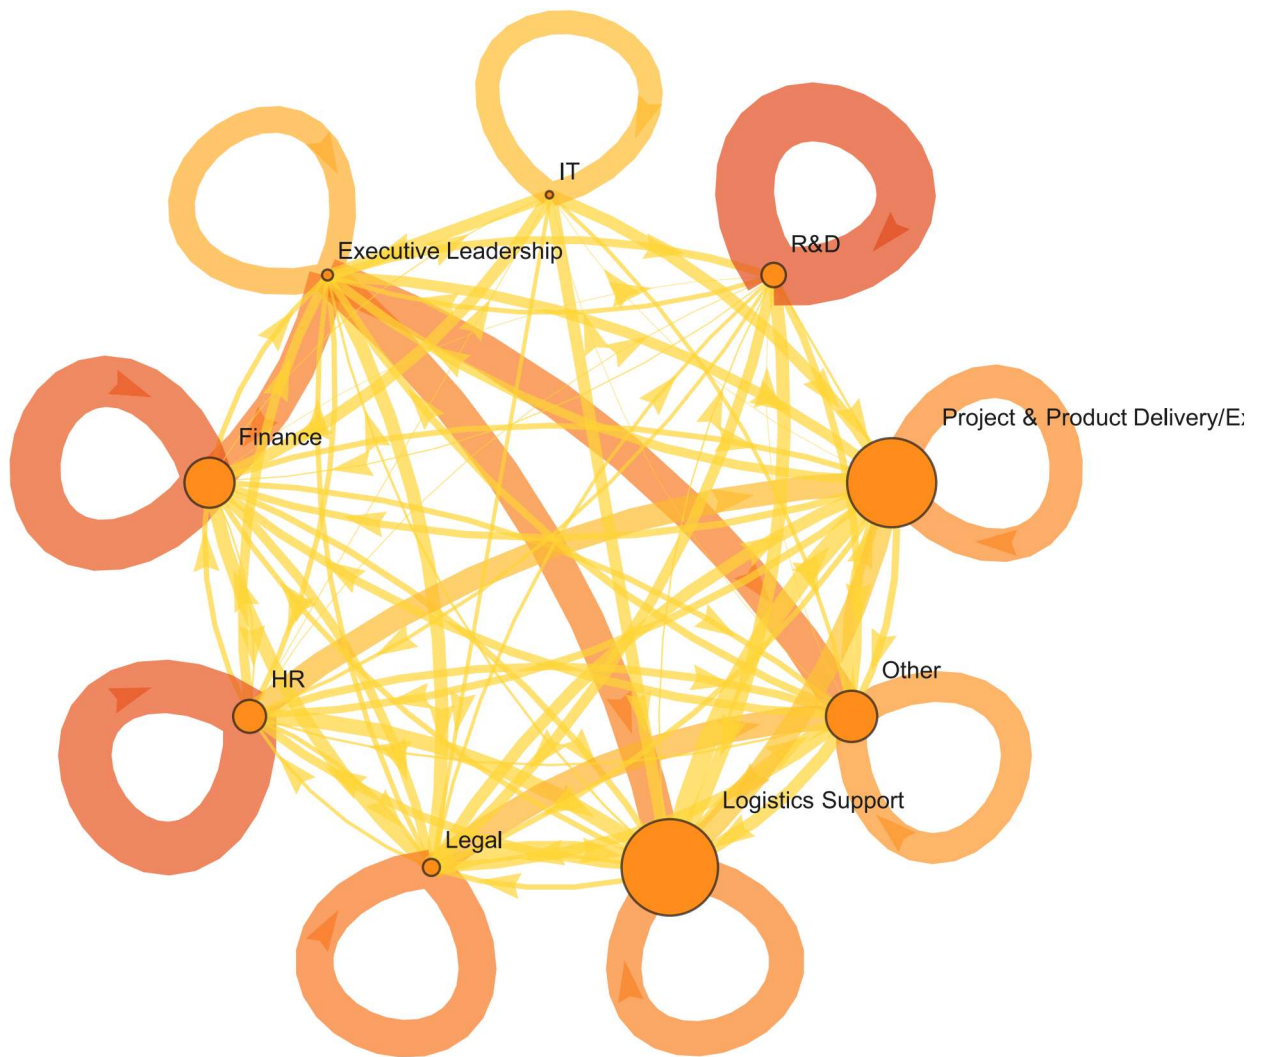 IT
R&D
Executive Leadership
Project & Product Delivery/E
Finance
Other
HR
Logistics Support
Legal